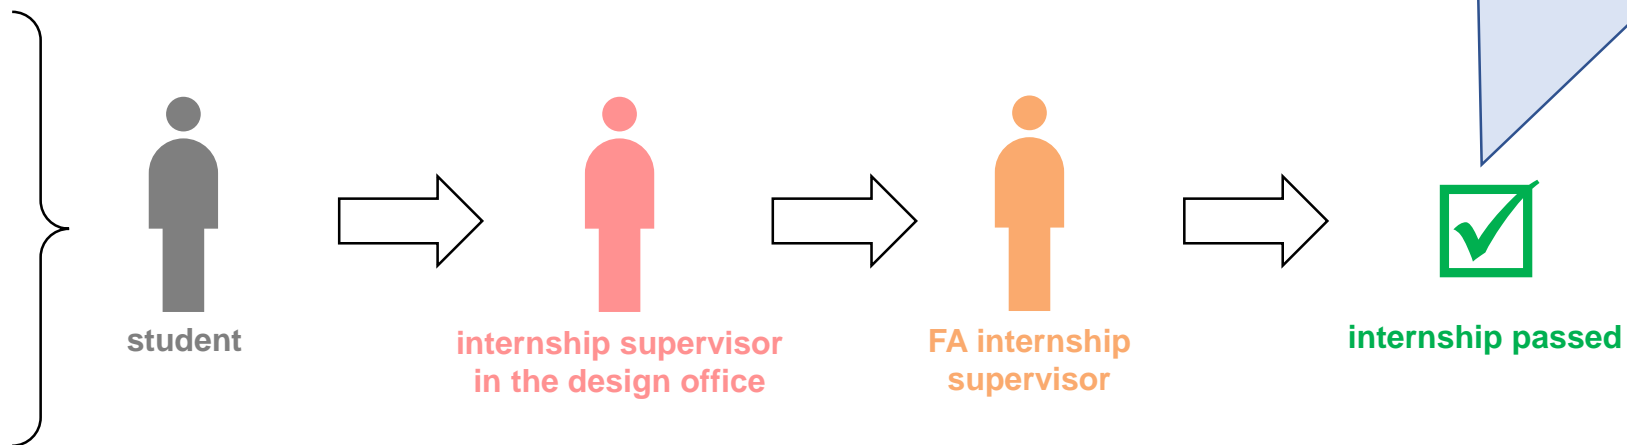 student
internship supervisor
in the design office
FA internship
supervisor
internship passed